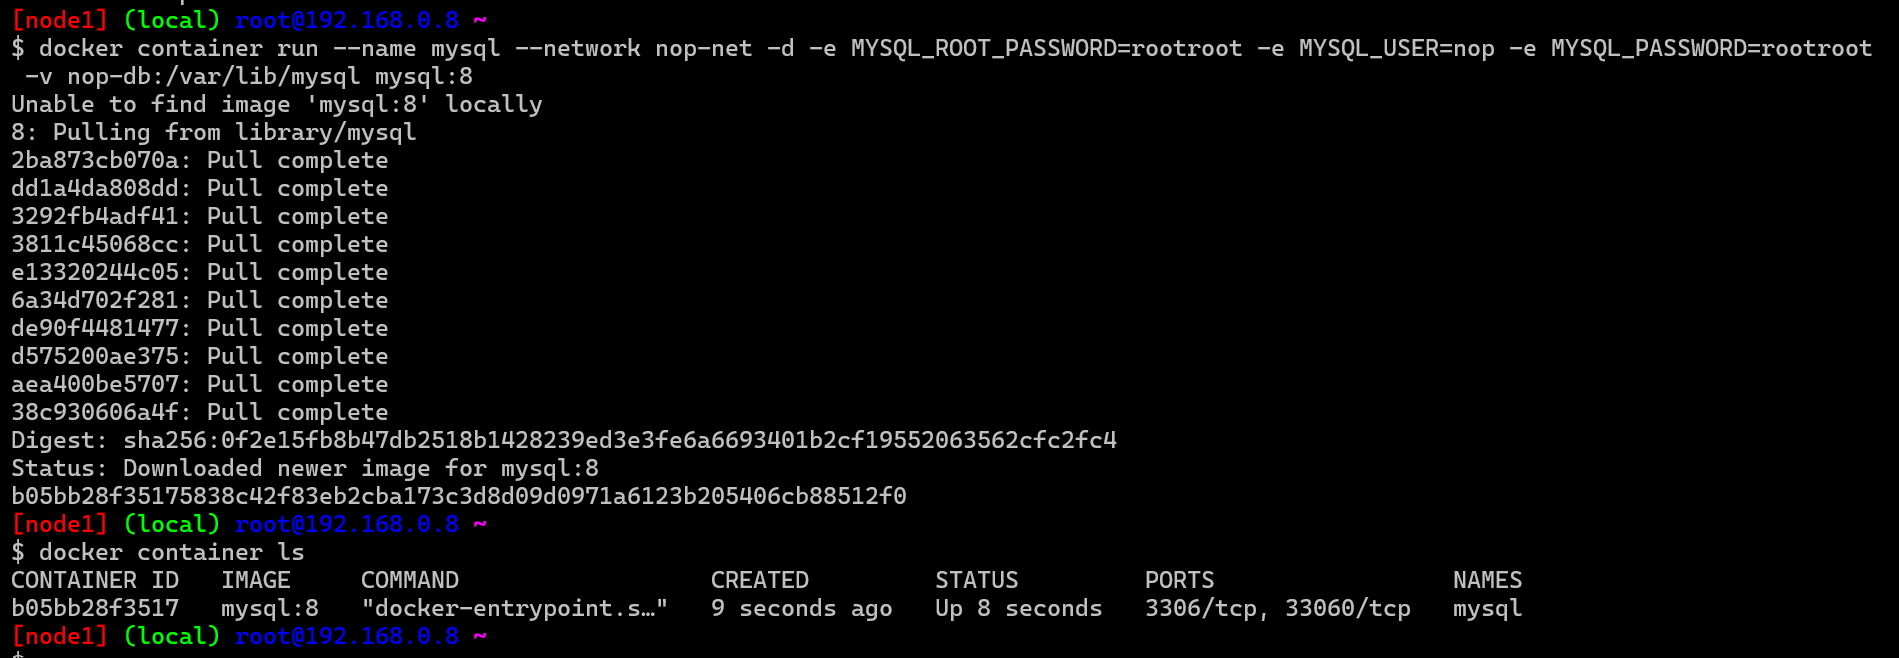 [node1] (local) root@192.168.0.8 ~
$ docker container run --name mysql --network nop-net -d -e MYSQL_ROOT_PASSWORD=rootroot -e MYSQL_USER=nop -e MYSQL_PASSWORD=rootroot
 -v nop-db:/var/lib/mysql mysql:8
Unable to find image 'mysql:8' locally
8: Pulling from library/mysql
2ba873cb070a: Pull complete
dd1a4da808dd: Pull complete
3292fb4adf41: Pull complete
3811c45068cc: Pull complete
e13320244c05: Pull complete
6a34d702f281: Pull complete
de90f4481477: Pull complete
d575200ae375: Pull complete
aea400be5707: Pull complete
38c930606a4f: Pull complete
Digest: sha256:0f2e15fb8b47db2518b1428239ed3e3fe6a6693401b2cf19552063562cfc2fc4
Status: Downloaded newer image for mysql:8
b05bb28f35175838c42f83eb2cba173c3d8d09d0971a6123b205406cb88512f0
[node1] (local) root@192.168.0.8 ~
$ docker container ls
CONTAINER ID   IMAGE     COMMAND                  CREATED         STATUS         PORTS                 NAMES
b05bb28f3517   mysql:8   "docker-entrypoint.s…"   9 seconds ago   Up 8 seconds   3306/tcp, 33060/tcp   mysql
[node1] (local) root@192.168.0.8 ~
$